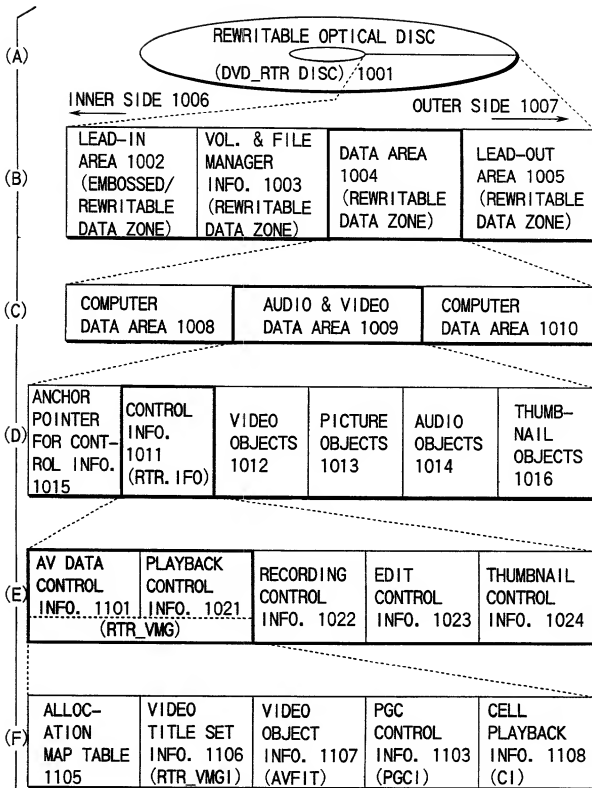 (A)
REWRITABLE OPTICAL DISC
(DVD_RTR DISC) 1001
INNER SIDE 1006
OUTER SIDE 1007
(B)
LEAD-IN
AREA 1002
(EMBOSSED/
REWRITABLE
DATA ZONE)
VOL. & FILE
MANAGER
INFO. 1003
(REWRITABLE
DATA ZONE)
DATA AREA
1004
(REWRITABLE
DATA ZONE)
LEAD-OUT
AREA 1005
(REWRITABLE
DATA ZONE)
(C)
COMPUTER
DATA AREA 1008
AUDIO & VIDEO
DATA AREA 1009
COMPUTER
DATA AREA 1010
(D)
ANCHOR
POINTER
FOR CONT-
ROL INFO.
1015
CONTROL
INFO.
1011
(RTR. IFO)
VIDEO
OBJECTS
1012
PICTURE
OBJECTS
1013
AUDIO
OBJECTS
1014
THUMB-
NAIL
OBJECTS
1016
(E)
AV DATA
CONTROL
INFO. 1101
PLAYBACK
CONTROL
INFO. 1021
(RTR_VMG)
RECORDING
CONTROL
INFO. 1022
EDIT
CONTROL
INFO. 1023
THUMBNAIL
CONTROL
INFO. 1024
(F)
ALLOC-
ATION
MAP TABLE
1105
VIDEO
TITLE SET
INFO. 1106
(RTR_VMGI)
VIDEO
OBJECT
INFO. 1107
(AVFIT)
PGC
CONTROL
INFO. 1103
(PGCI)
CELL
PLAYBACK
INFO. 1108
(CI)